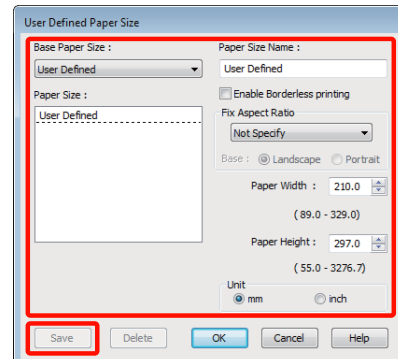 User Defined Paper Size
Base Paper Size :
User Defined
Paper Size :
User Defined
Paper Size Name :
User Defined
Enable Borderless printing
Fix Aspect Ratio
Not Specify
Base : Landscape Portrait
Paper Width : 210.0
( 89.0 - 329.0)
Paper Height : 297.0
( 55.0 - 3276.7)
Unit
mm inch
Save Delete OK Cancel Help